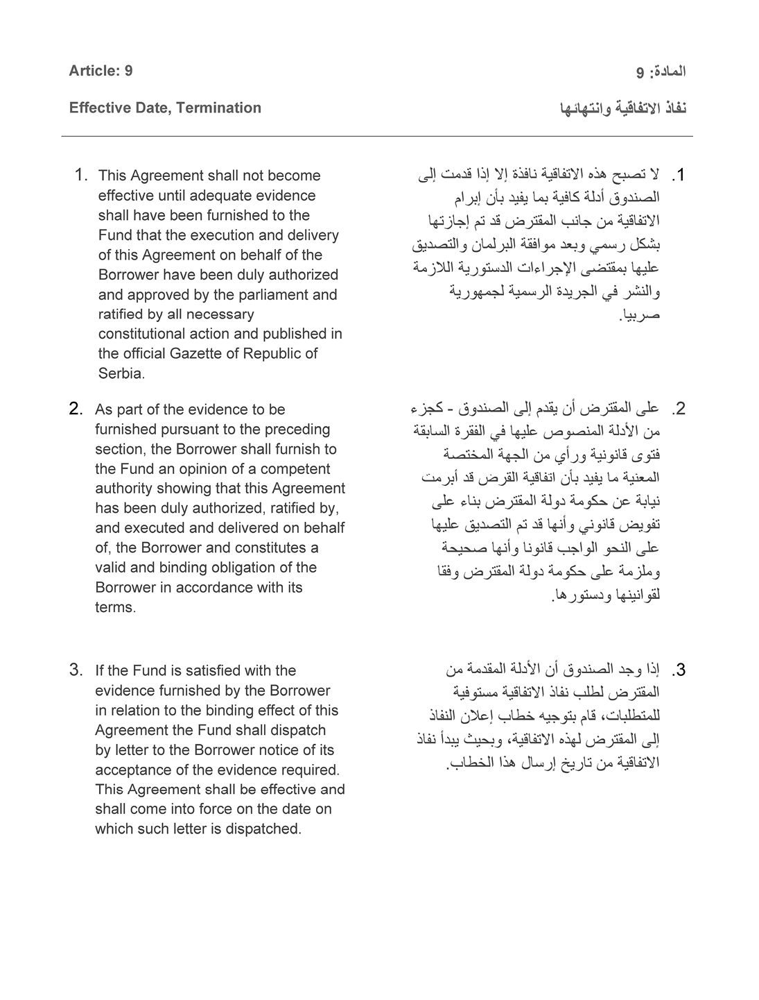 Article: 9
المادة: 9
Effective Date, Termination
نفاذ الاتفاقية وانتهائها
1. This Agreement shall not become
effective until adequate evidence
shall have been furnished to the
Fund that the execution and delivery
of this Agreement on behalf of the
Borrower have been duly authorized
and approved by the parliament and
ratified by all necessary
constitutional action and published in
the official Gazette of Republic of
Serbia.
1. لا تصبح هذه الاتفاقية نافذة إلا إذا قدمت إلى
الصندوق أدلة كافية بما يفيد بأن إبرام
الاتفاقية من جانب المقترض قد تم إجازتها
بشكل رسمي وبعد موافقة البرلمان والتصديق
عليها بمقتضى الإجراءات الدستورية اللازمة
والنشر في الجريدة الرسمية لجمهورية
صربيا.
2. As part of the evidence to be
furnished pursuant to the preceding
section, the Borrower shall furnish to
the Fund an opinion of a competent
authority showing that this Agreement
has been duly authorized, ratified by,
and executed and delivered on behalf
of, the Borrower and constitutes a
valid and binding obligation of the
Borrower in accordance with its
terms.
2. على المقترض أن يقدم إلى الصندوق - كجزء
من الأدلة المنصوص عليها في الفقرة السابقة
فتوى قانونية ورأي من الجهة المختصة
المعنية ما يفيد بأن اتفاقية القرض قد أبرمت
نيابة عن حكومة دولة المقترض بناء على
تفويض قانوني وأنها قد تم التصديق عليها
على النحو الواجب قانونا وأنها صحيحة
وملزمة على حكومة دولة المقترض وفقا
لقوانينها ودستورها.
3. If the Fund is satisfied with the
evidence furnished by the Borrower
in relation to the binding effect of this
Agreement the Fund shall dispatch
by letter to the Borrower notice of its
acceptance of the evidence required.
This Agreement shall be effective and
shall come into force on the date on
which such letter is dispatched.
3. إذا وجد الصندوق أن الأدلة المقدمة من
المقترض لطلب نفاذ الاتفاقية مستوفية
للمتطلبات، قام بتوجيه خطاب إعلان النفاذ
إلى المقترض لهذه الاتفاقية، وبحيث يبدأ نفاذ
الاتفاقية من تاريخ إرسال هذا الخطاب.